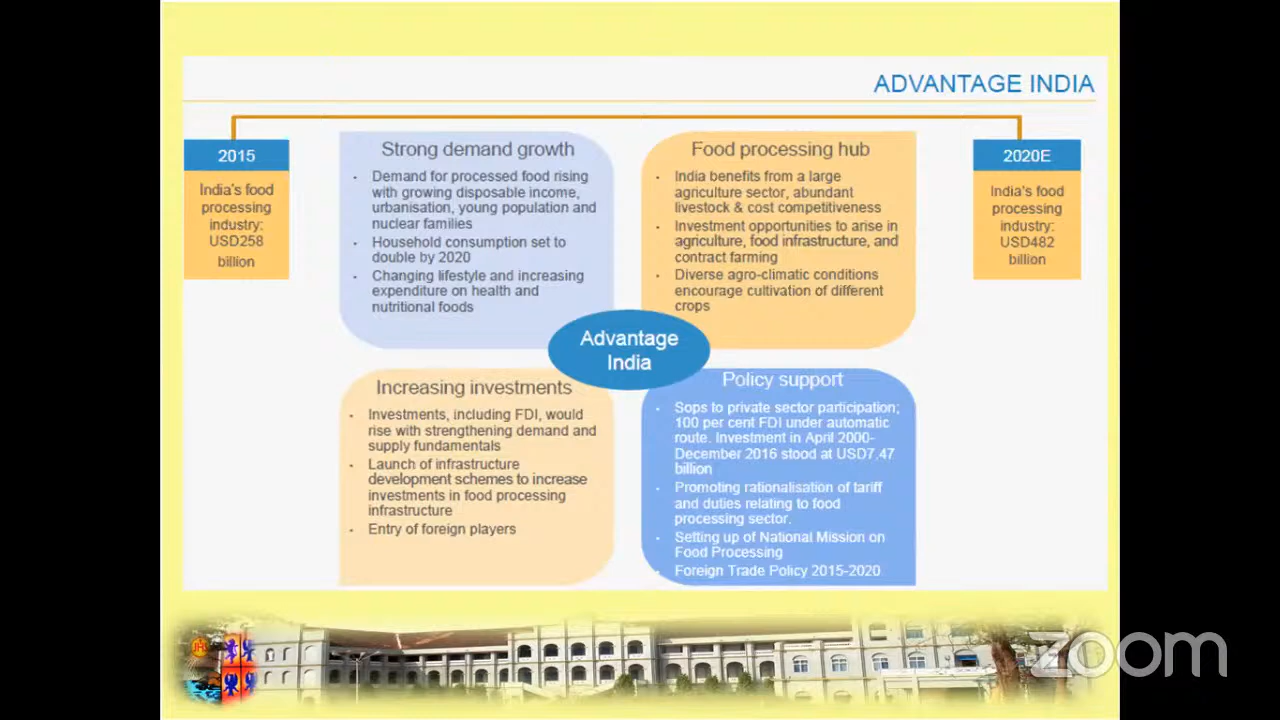 ADVANTAGE INDIA
2015
India's food
processing
industry:
USD258
billion
Strong demand growth
· Demand for processed food rising
with growing disposable income,
urbanisation, young population and
nuclear families
· Household consumption set to
double by 2020
· Changing lifestyle and increasing
expenditure on health and
nutritional foods
Food processing hub
· India benefits from a large
agriculture sector, abundant
livestock & cost competitiveness
· Investment opportunities to arise in
agriculture, food infrastructure, and
contract farming
· Diverse agro-climatic conditions
encourage cultivation of different
crops
2020E
India's food
processing
industry:
USD482
billion
Advantage
India
Increasing investments
· Investments, including FDI, would
rise with strengthening demand and
supply fundamentals
· Launch of infrastructure
development schemes to increase
investments in food processing
infrastructure
· Entry of foreign players
Policy support
· Sops to private sector participation;
100 per cent FDI under automatic
route. Investment in April 2000-
December 2016 stood at USD7.47
billion
· Promoting rationalisation of tariff
and duties relating to food
processing sector.
· Setting up of National Mission on
Food Processing
· Foreign Trade Policy 2015-2020
JHS
zoom